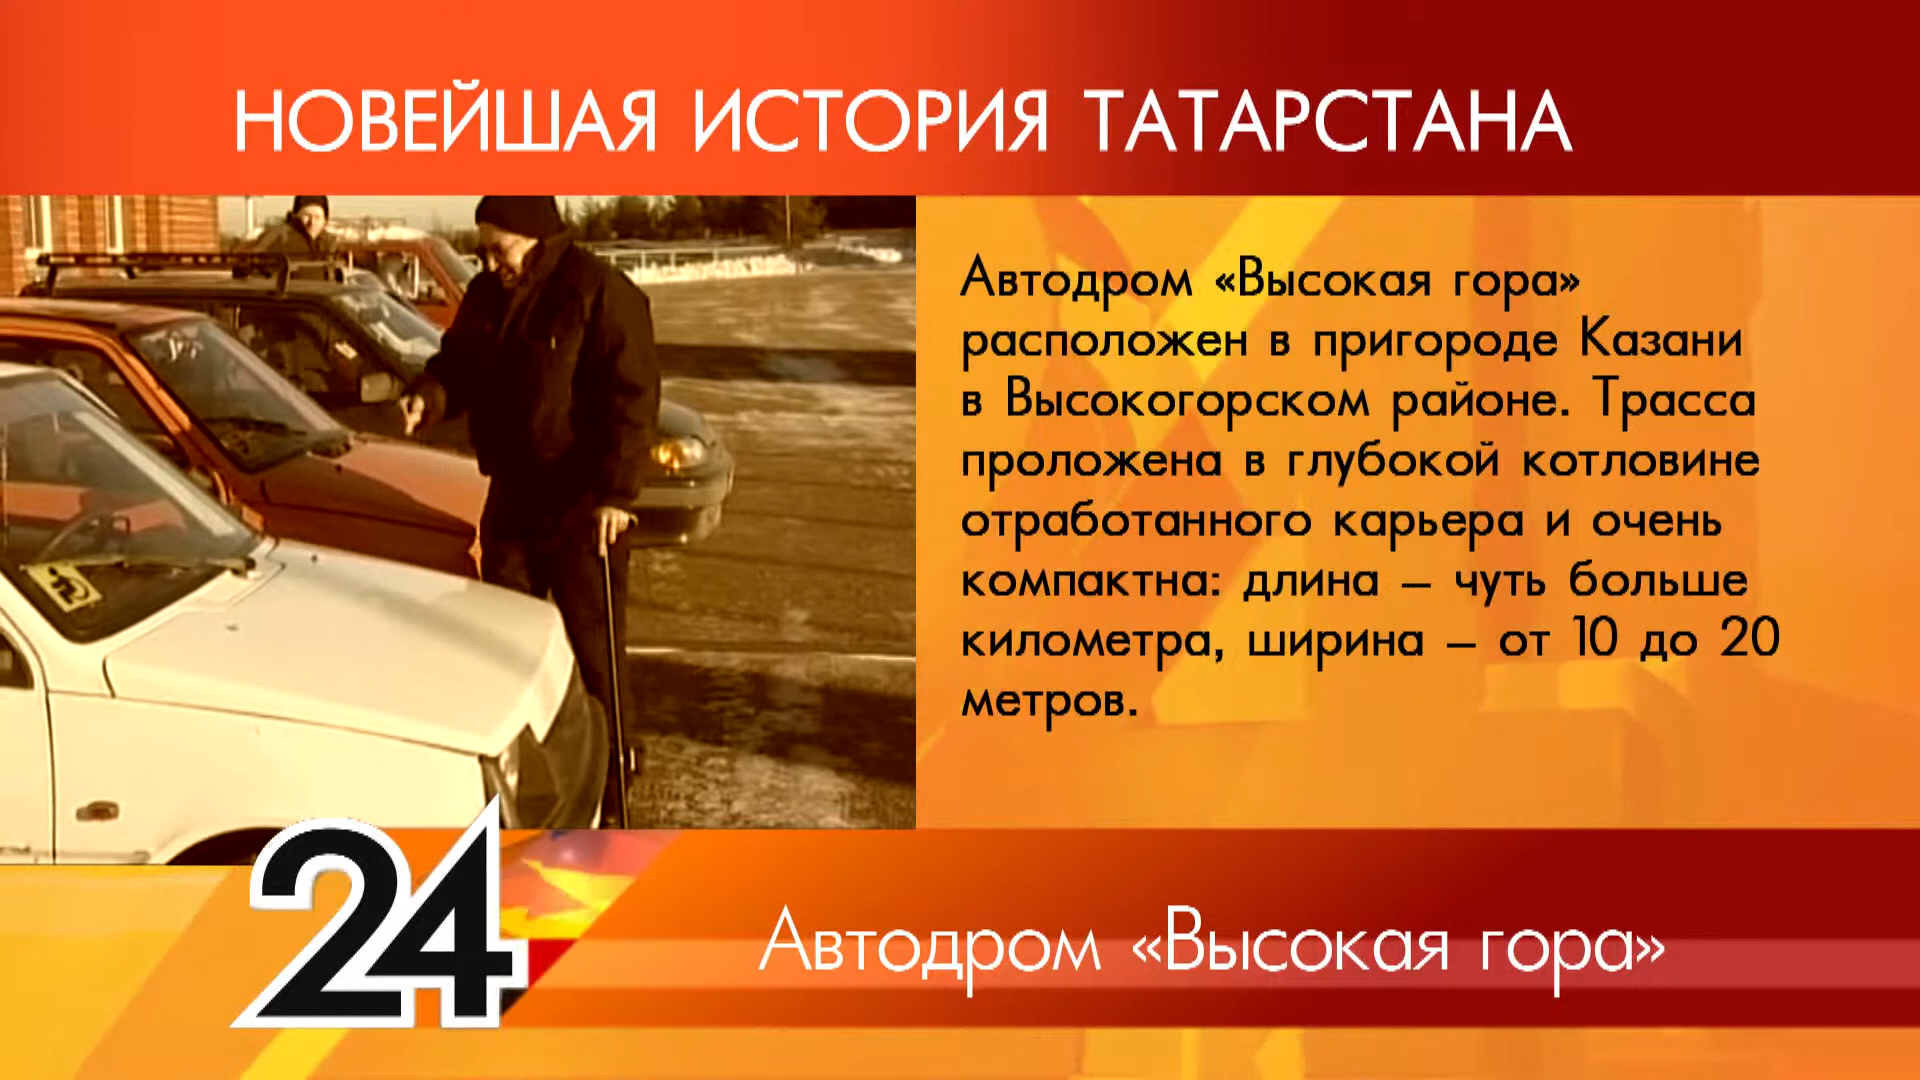 НОВЕЙШАЯ ИСТОРИЯ ТАТАРСТАНА
Автодром «Высокая гора»
расположен в пригороде Казани
в Высокогорском районе. Трасса
проложена в глубокой котловине
отработанного карьера и очень
компактна: длина – чуть больше
километра, ширина – от 10 до 20
метров.
24
Автодром «Высокая гора»